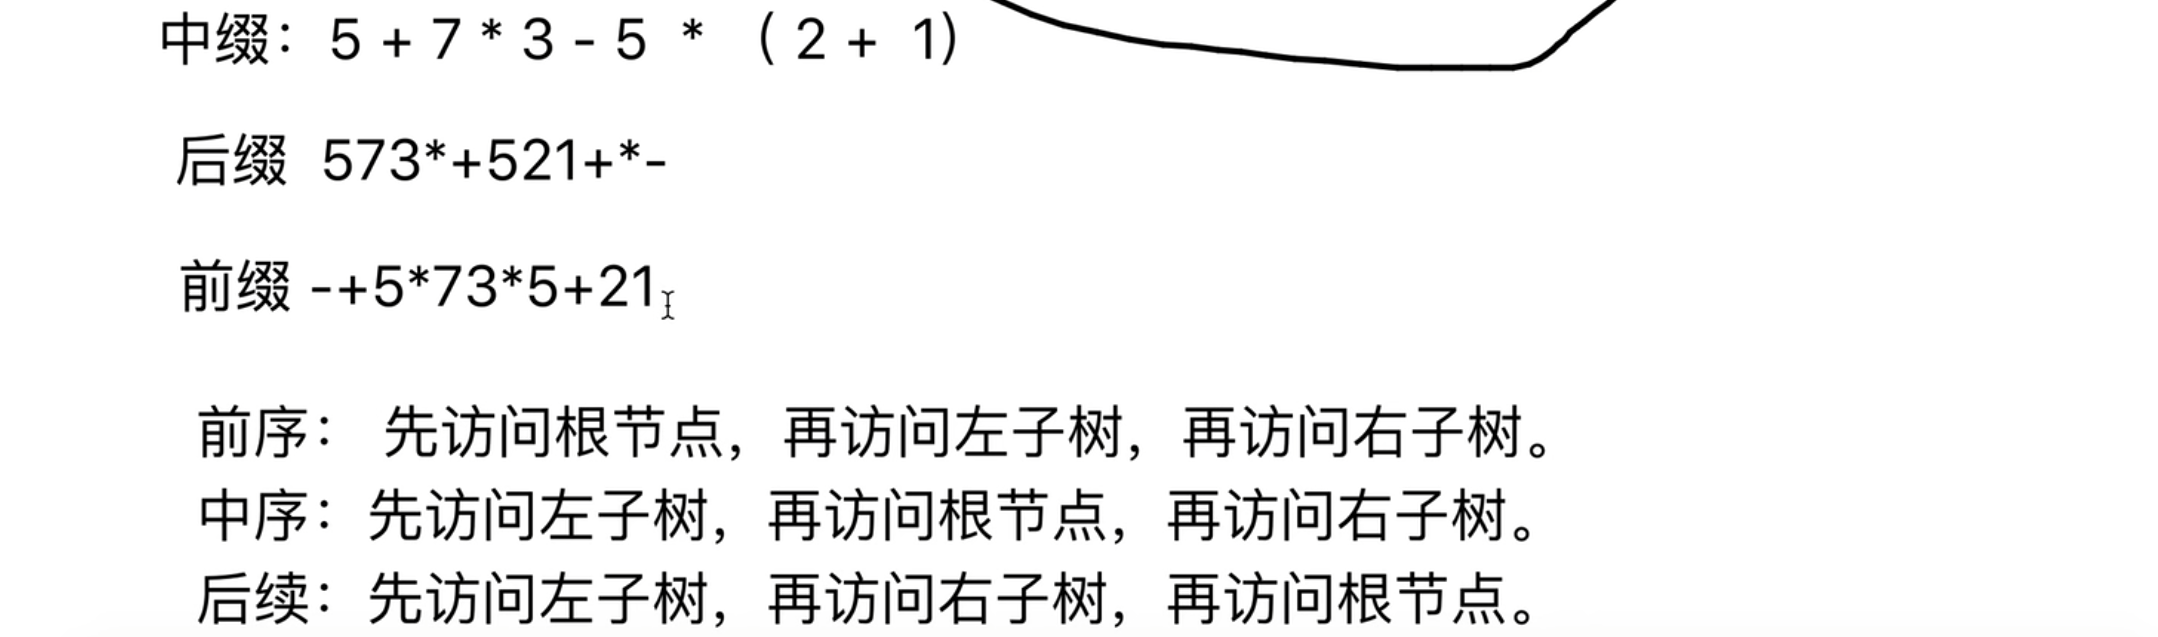 中缀：5 + 7 * 3 - 5 * （ 2 + 1）
后缀 573*+521+*-
前缀 -+5*73*5+21
前序： 先访问根节点，再访问左子树，再访问右子树。
中序：先访问左子树，再访问根节点，再访问右子树。
后续：先访问左子树，再访问右子树，再访问根节点。